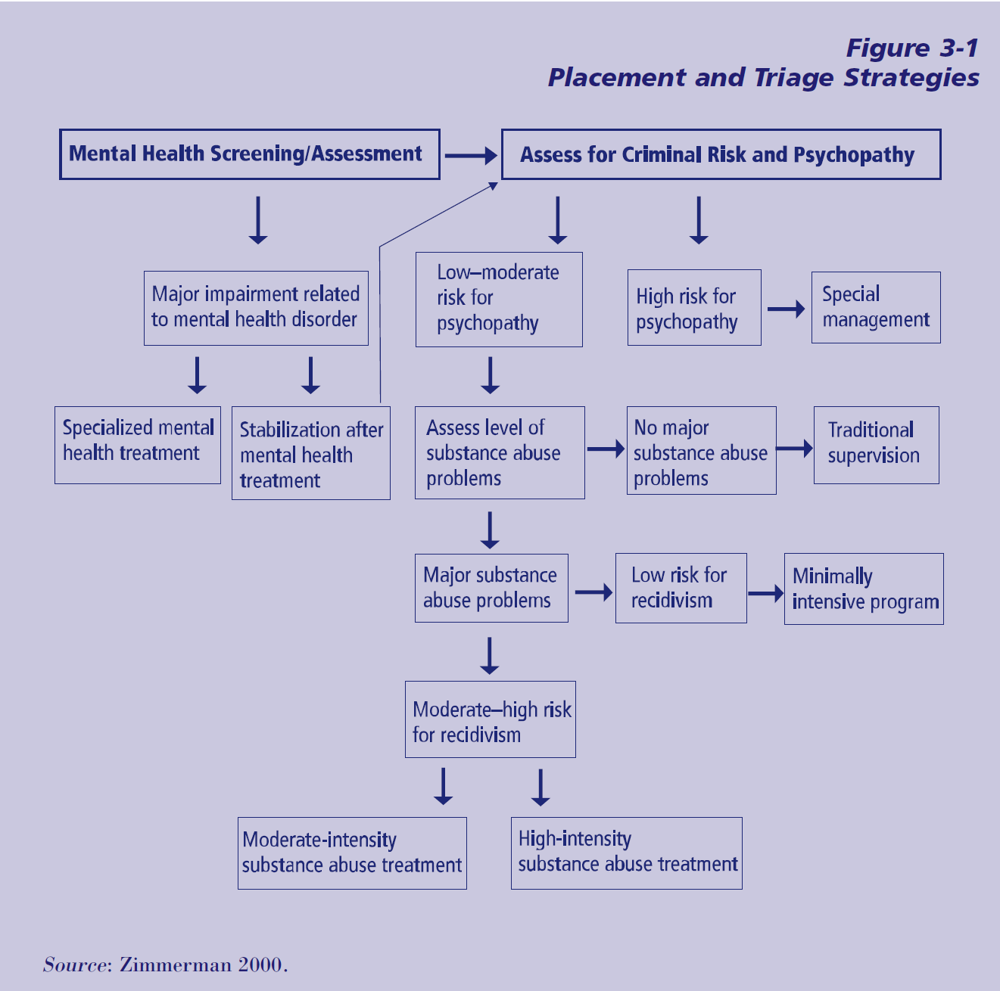 Figure 3-1
Placement and Triage Strategies
Mental Health Screening/Assessment
Assess for Criminal Risk and Psychopathy
Major impairment related
to mental health disorder
Low–moderate
risk for
psychopathy
High risk for
psychopathy
Special
management
Specialized mental
health treatment
Stabilization after
mental health
treatment
Assess level of
substance abuse
problems
No major
substance abuse
problems
Traditional
supervision
Major substance
abuse problems
Low risk for
recidivism
Minimally
intensive program
Moderate–high risk
for recidivism
Moderate-intensity
substance abuse treatment
High-intensity
substance abuse treatment
Source: Zimmerman 2000.